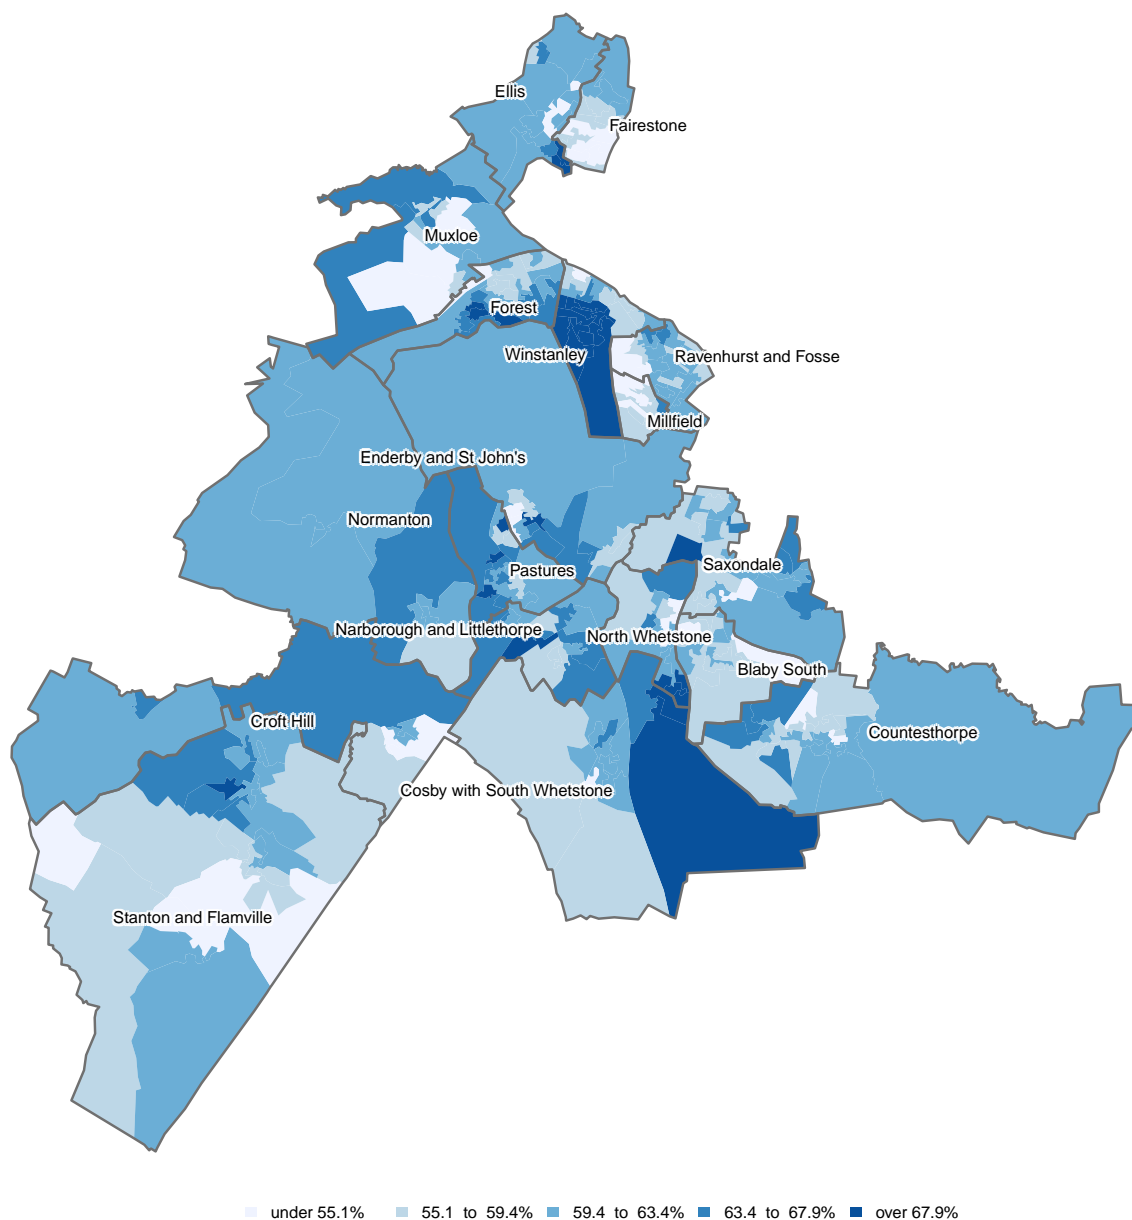 Ellis
Fairestone
Muxloe
Forest
Winstanley
Ravenhurst and Fosse
Millfield
Enderby and St John's
Normanton
Saxondale
Pastures
Narborough and Littlethorpe
North Whetstone
Blaby South
Croft Hill
Countesthorpe
Cosby with South Whetstone
Stanton and Flamville
under 55.1% 55.1 to 59.4% 59.4 to 63.4% 63.4 to 67.9% over 67.9%